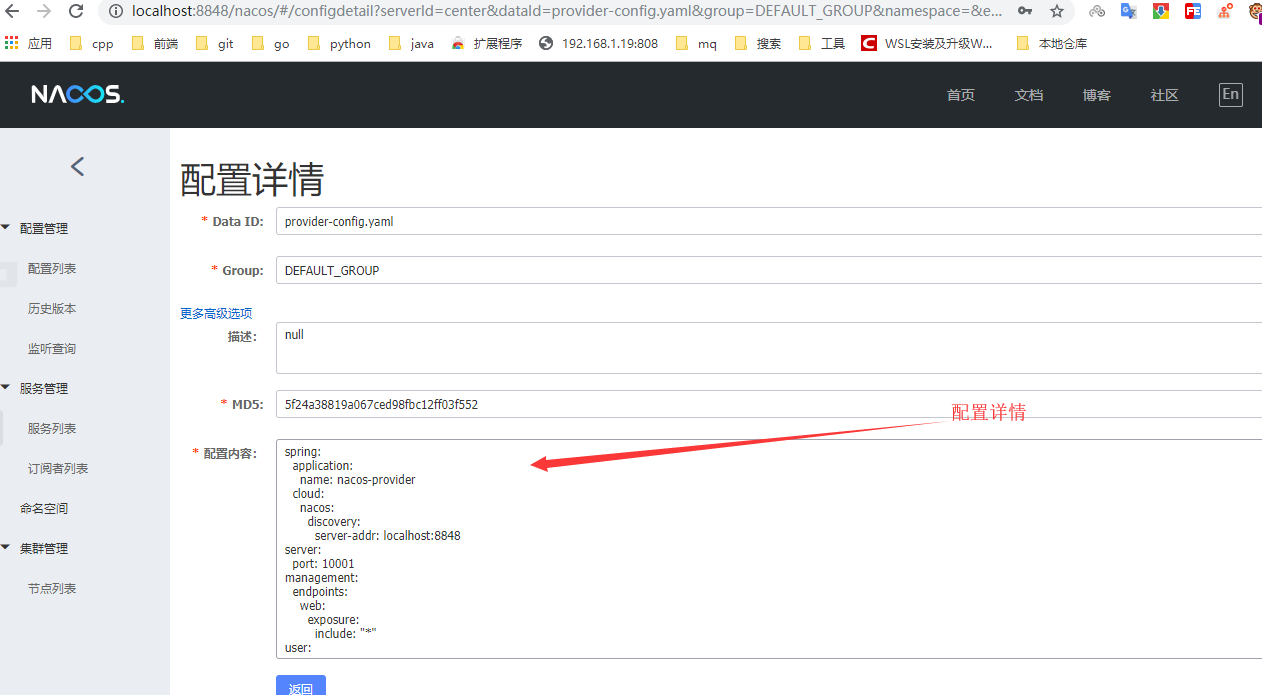 localhost:8848/nacos/#/configdetail?serverId=center&dataId=provider-config.yaml&group=DEFAULT_GROUP&namespace=&e...
应用 cpp 前端 git go python java 扩展程序 192.168.1.19:808 mq 搜索 工具 WSL安装及升级W... 本地仓库
NACOS. 首页 文档 博客 社区 En
配置管理
配置列表
历史版本
监听查询
服务管理
服务列表
订阅者列表
命名空间
集群管理
节点列表
配置详情
* Data ID: provider-config.yaml
* Group: DEFAULT_GROUP
更多高级选项
描述: null
* MD5: 5f24a38819a067ced98fbc12ff03f552
配置详情
* 配置内容: spring:
application:
name: nacos-provider
cloud:
nacos:
discovery:
server-addr: localhost:8848
server:
port: 10001
management:
endpoints:
web:
exposure:
include: "*"
user:
返回